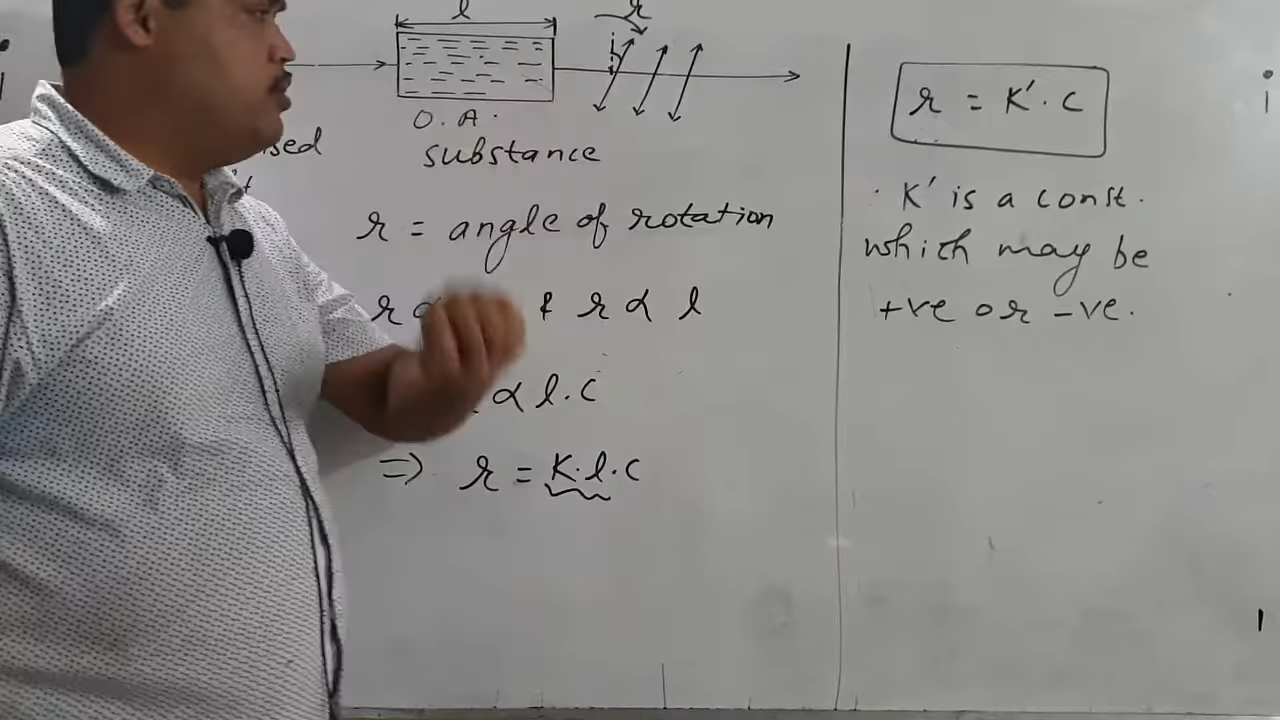 l
r
O. A.
substance
r = angle of rotation
& r α l
α l.c
=> r = K.l.c
r = K'. c
K' is a const.
which may be
+ve or -ve.